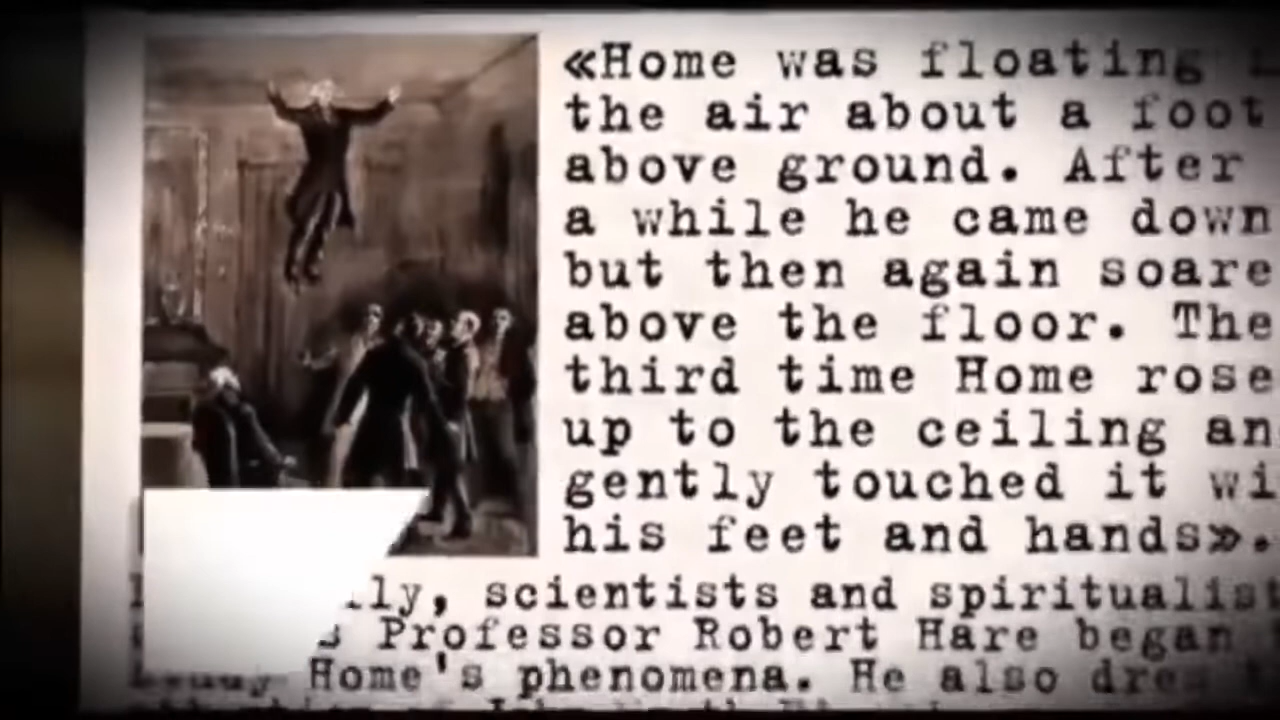 «Home was floating
the air about a foot
above ground. After
a while he came down
but then again soare
above the floor. The
third time Home rose
up to the ceiling an
gently touched it wi
his feet and hands».
lly, scientists and spiritualist
s Professor Robert Hare began
Home's phenomena. He also dre